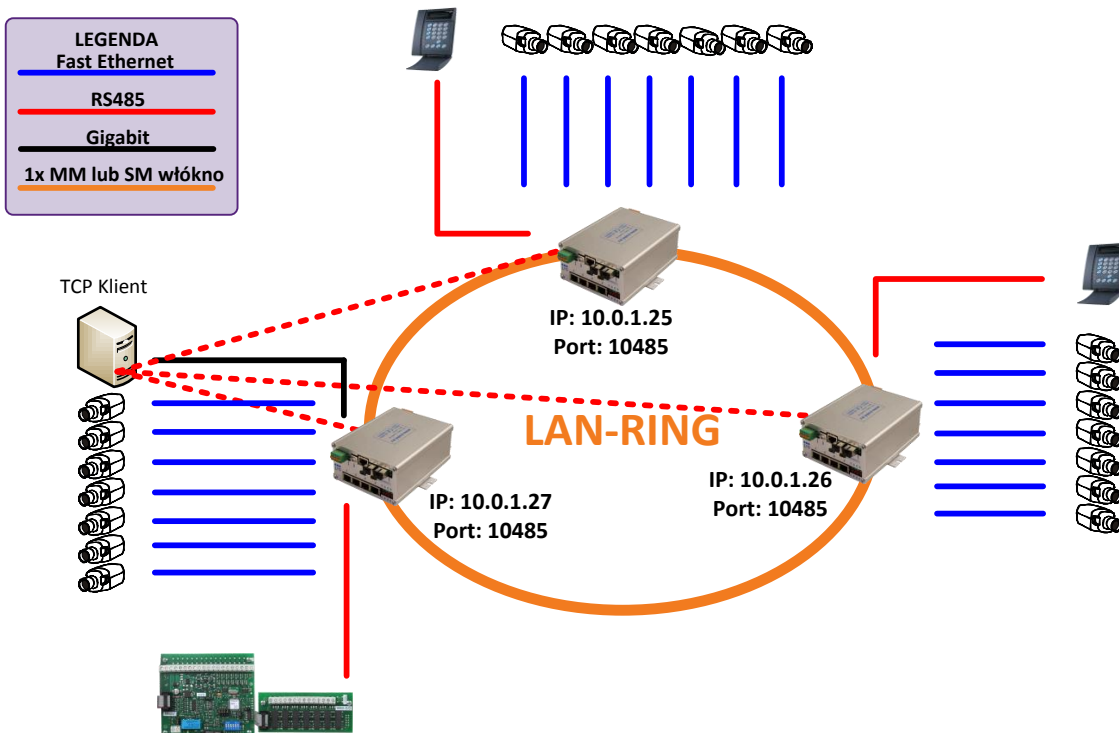 LEGENDA
Fast Ethernet
RS485
Gigabit
1x MM lub SM włókno
TCP Klient
IP: 10.0.1.25
Port: 10485
LAN-RING
IP: 10.0.1.26
Port: 10485
IP: 10.0.1.27
Port: 10485